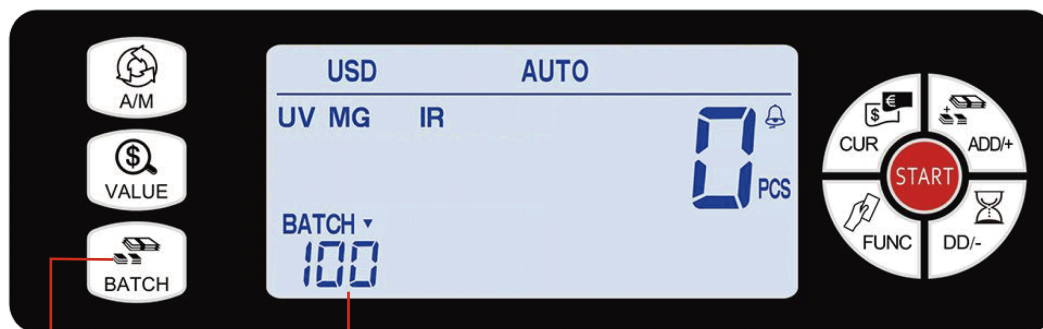 A/M
VALUE
BATCH
USD AUTO
UV MG IR
0 PCS
BATCH
100
CUR
ADD/+
START
FUNC
DD/-